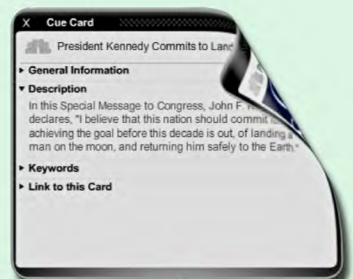 X Cue Card
President Kennedy Commits to
▸ General Information
▾ Description
In this Special Message to Congress, John F.
declares, "I believe that this nation should commit
achieving the goal before this decade is out, of landing a
man on the moon, and returning him safely to the Earth."
▸ Keywords
▸ Link to this Card